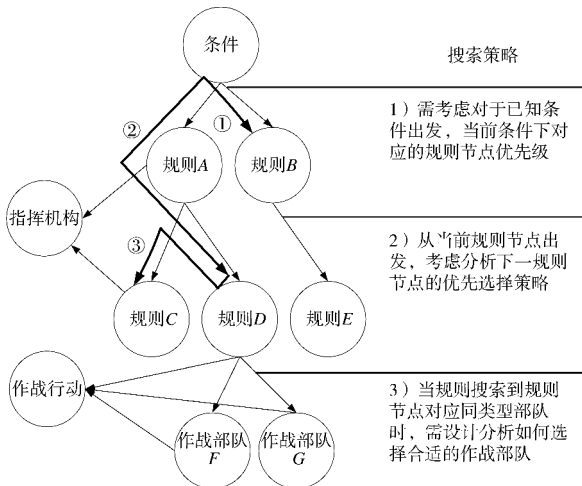 条件
搜索策略
②
①
1）需考虑对于已知条
件出发，当前条件下对
应的规则节点优先级
规则A
规则B
指挥机构
③
2）从当前规则节点出
发，考虑分析下一规则
节点的优先选择策略
规则C
规则D
规则E
作战行动
3）当规则搜索到规则
节点对应同类型部队
时，需设计分析如何选
择合适的作战部队
作战部队
F
作战部队
G